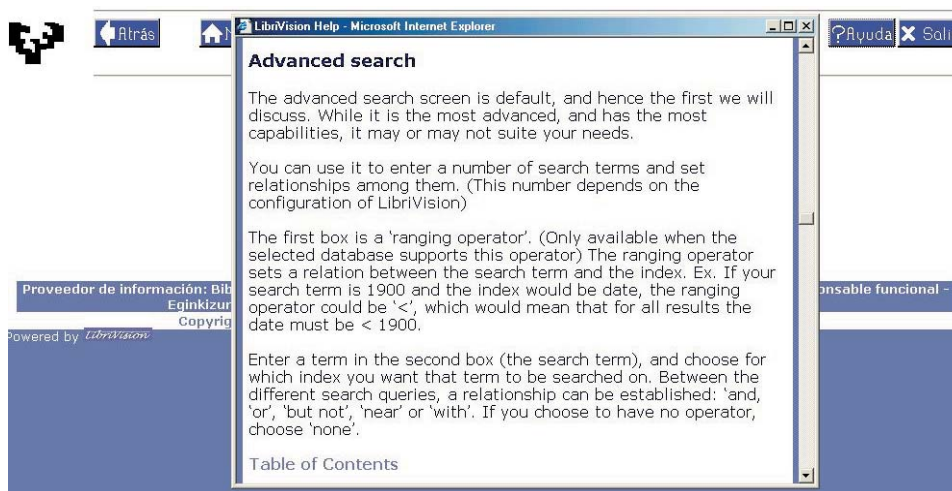 LibriVision Help - Microsoft Internet Explorer
Atrás
?Ayuda
Advanced search
The advanced search screen is default, and hence the first we will
discuss. While it is the most advanced, and has the most
capabilities, it may or may not suite your needs.
You can use it to enter a number of search terms and set
relationships among them. (This number depends on the
configuration of LibriVision)
The first box is a 'ranging operator'. (Only available when the
selected database supports this operator) The ranging operator
sets a relation between the search term and the index. Ex. If your
search term is 1900 and the index would be date, the ranging
operator could be '<', which would mean that for all results the
date must be < 1900.
Enter a term in the second box (the search term), and choose for
which index you want that term to be searched on. Between the
different search queries, a relationship can be established: 'and,
'or', 'but not', 'near' or 'with'. If you choose to have no operator,
choose 'none'.
Table of Contents
Proveedor de información:
funcional -
Powered by LibriVision